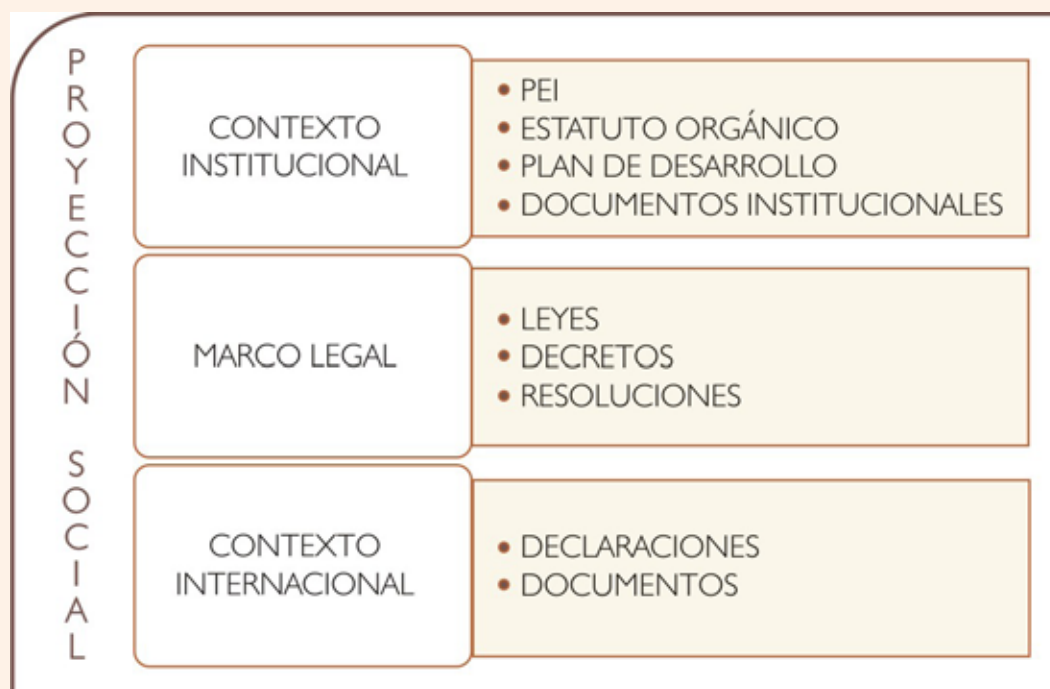 PROYECCIÓN SOCIAL
CONTEXTO
INSTITUCIONAL
• PEI
• ESTATUTO ORGÁNICO
• PLAN DE DESARROLLO
• DOCUMENTOS INSTITUCIONALES
MARCO LEGAL
• LEYES
• DECRETOS
• RESOLUCIONES
CONTEXTO
INTERNACIONAL
• DECLARACIONES
• DOCUMENTOS